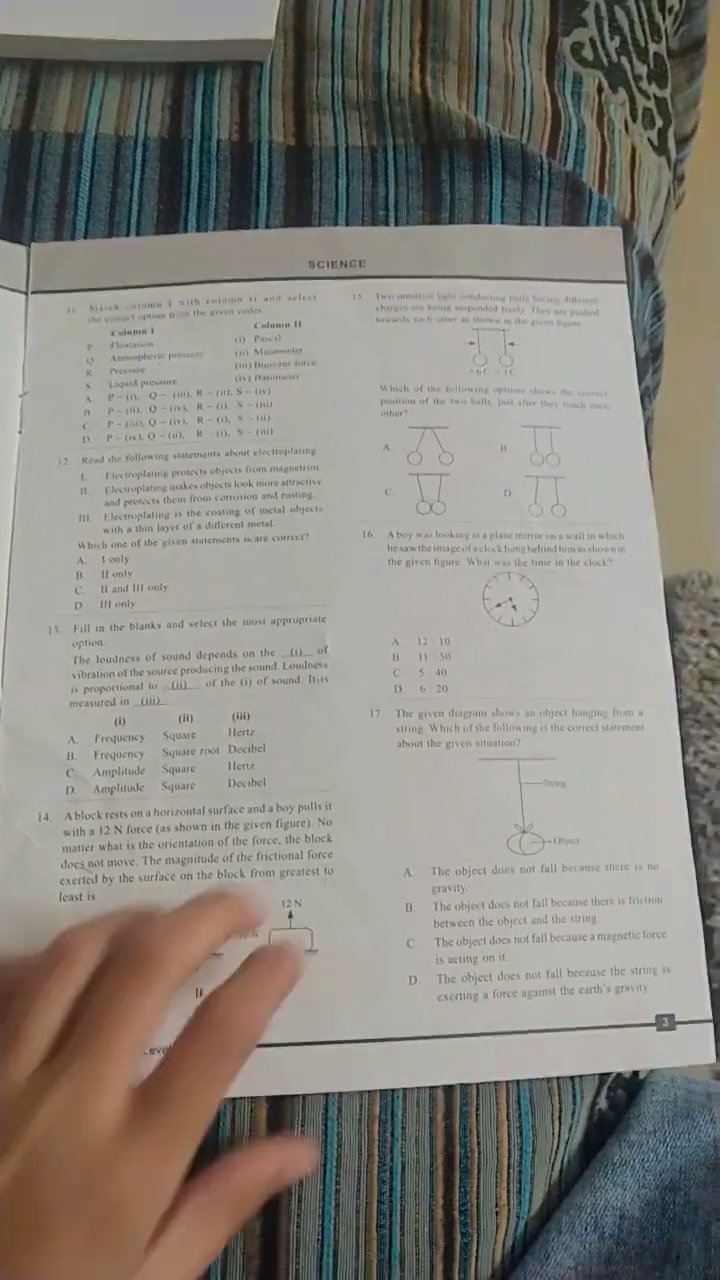 SCIENCE
11. Match column I with column II and select
the correct option from the given codes.
Column I Column II
P. Floatation (i) Pascal
Q. Atmospheric pressure (ii) Manometer
R. Pressure (iii) Buoyant force
S. Liquid pressure (iv) Barometer
A. P – (i), Q – (iii), R – (ii), S – (iv)
B. P – (ii), Q – (iv), R – (i), S – (iii)
C. P – (iii), Q – (iv), R – (i), S – (ii)
D. P – (iv), Q – (ii), R – (i), S – (iii)
12. Read the following statements about electroplating
I. Electroplating protects objects from magnetism
II. Electroplating makes objects look more attractive
and protects them from corrosion and rusting.
III. Electroplating is the coating of metal objects
with a thin layer of a different metal.
Which one of the given statements is/are correct?
A. I only
B. II only
C. II and III only
D. III only
13. Fill in the blanks and select the most appropriate
option.
The loudness of sound depends on the __(i)__ of
vibration of the source producing the sound. Loudness
is proportional to __(ii)__ of the (i) of sound. It is
measured in __(iii)__
(i) (ii) (iii)
A. Frequency Square Hertz
B. Frequency Square root Decibel
C. Amplitude Square Hertz
D. Amplitude Square Decibel
14. A block rests on a horizontal surface and a boy pulls it
with a 12 N force (as shown in the given figure). No
matter what is the orientation of the force, the block
does not move. The magnitude of the frictional force
exerted by the surface on the block from greatest to
least is
12 N
15. Two identical light conducting balls having different
charges are being suspended freely. They are pushed
towards each other as shown in the given figure.
Which of the following options shows the correct
position of the two balls, just after they touch each
other?
A. B.
C. D.
16. A boy was looking at a plane mirror on a wall in which
he saw the image of a clock hung behind him as shown in
the given figure. What was the time in the clock?
A. 12 : 10
B. 11 : 50
C. 5 : 40
D. 6 : 20
17. The given diagram shows an object hanging from a
string. Which of the following is the correct statement
about the given situation?
String
Object
A. The object does not fall because there is no
gravity.
B. The object does not fall because there is friction
between the object and the string.
C. The object does not fall because a magnetic force
is acting on it.
D. The object does not fall because the string is
exerting a force against the earth's gravity
3